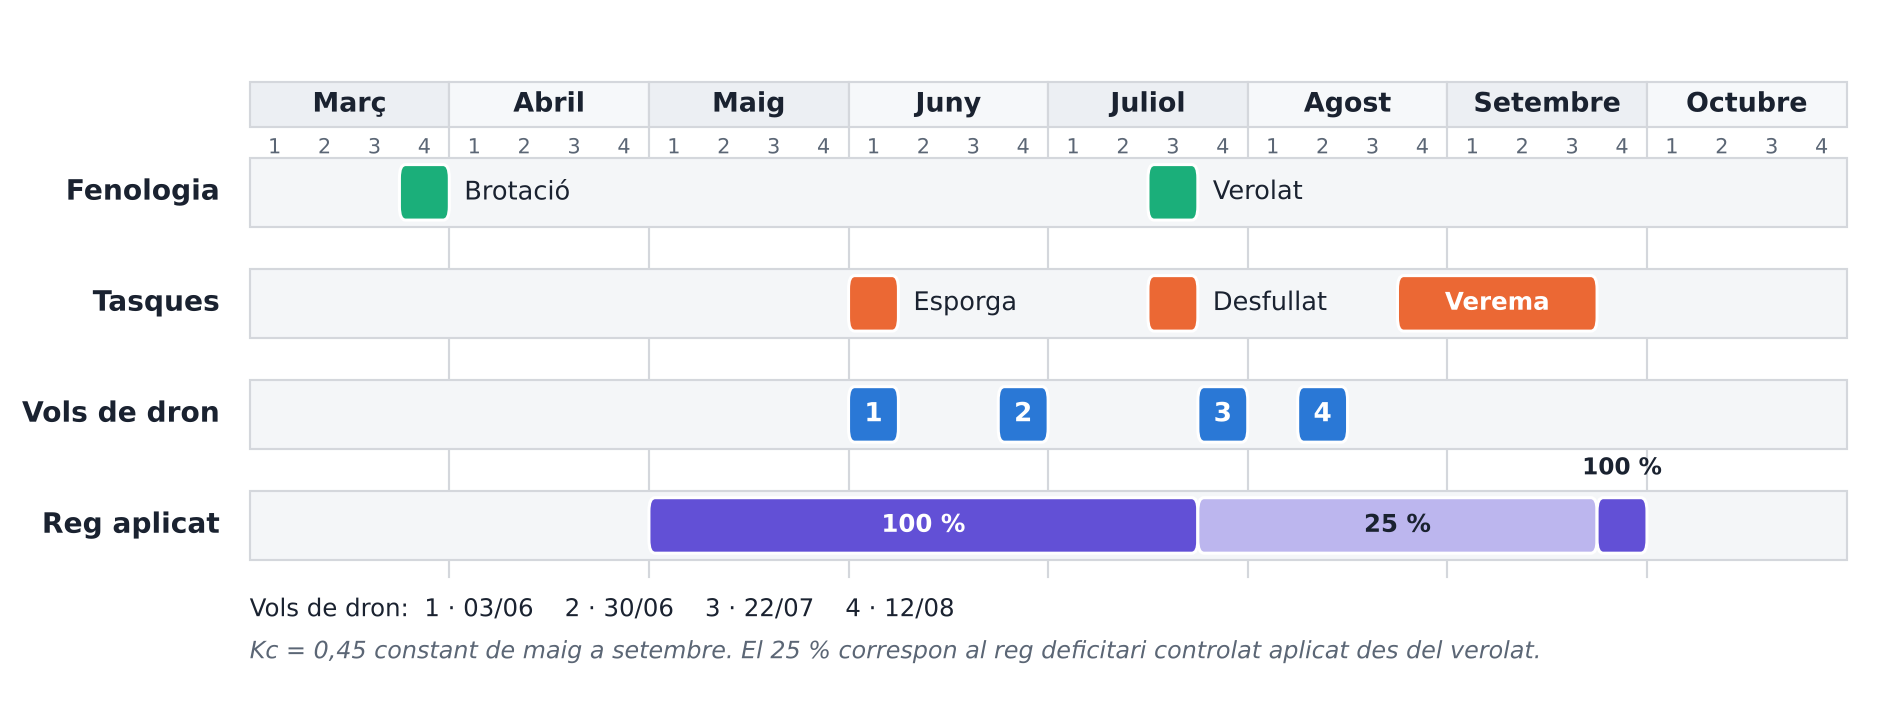 Març Abril Maig Juny Juliol Agost Setembre Octubre
1 2 3 4 1 2 3 4 1 2 3 4 1 2 3 4 1 2 3 4 1 2 3 4 1 2 3 4 1 2 3 4
Fenologia Brotació Verolat
Tasques Esporga Desfullat Verema
Vols de dron 1 2 3 4
100 %
Reg aplicat 100 % 25 %
Vols de dron: 1 · 03/06 2 · 30/06 3 · 22/07 4 · 12/08
Kc = 0,45 constant de maig a setembre. El 25 % correspon al reg deficitari controlat aplicat des del verolat.